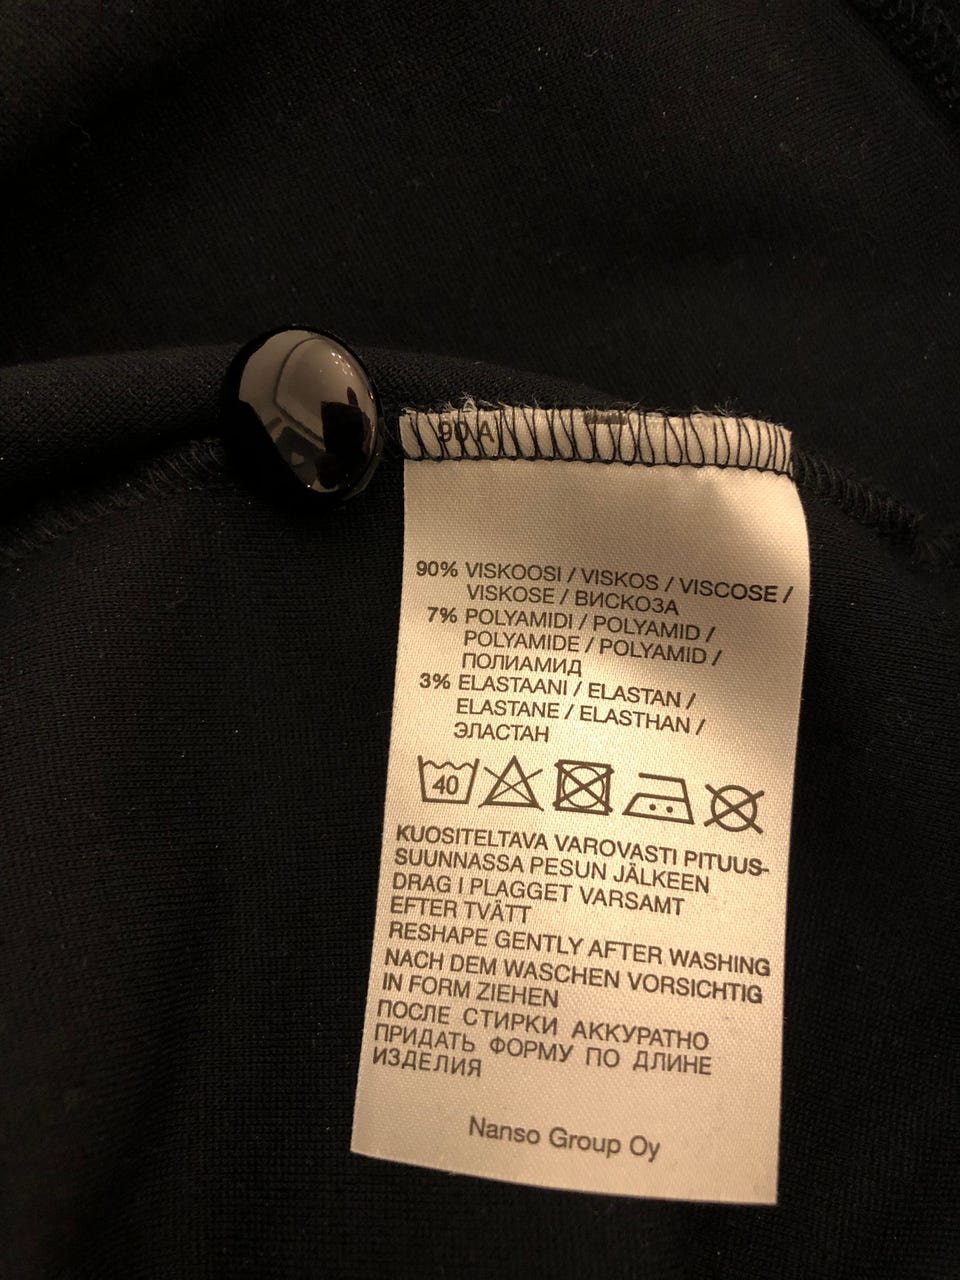 90 A
90% VISKOOSI / VISKOS / VISCOSE /
VISKOSE / ВИСКОЗА
7% POLYAMIDI / POLYAMID /
POLYAMIDE / POLYAMID /
ПОЛИАМИД
3% ELASTAANI / ELASTAN /
ELASTANE / ELASTHAN /
ЭЛАСТАН
40
KUOSITELTAVA VAROVASTI PITUUS-
SUUNNASSA PESUN JÄLKEEN
DRAG I PLAGGET VARSAMT
EFTER TVÄTT
RESHAPE GENTLY AFTER WASHING
NACH DEM WASCHEN VORSICHTIG
IN FORM ZIEHEN
ПОСЛЕ СТИРКИ АККУРАТНО
ПРИДАТЬ ФОРМУ ПО ДЛИНЕ
ИЗДЕЛИЯ
Nanso Group Oy